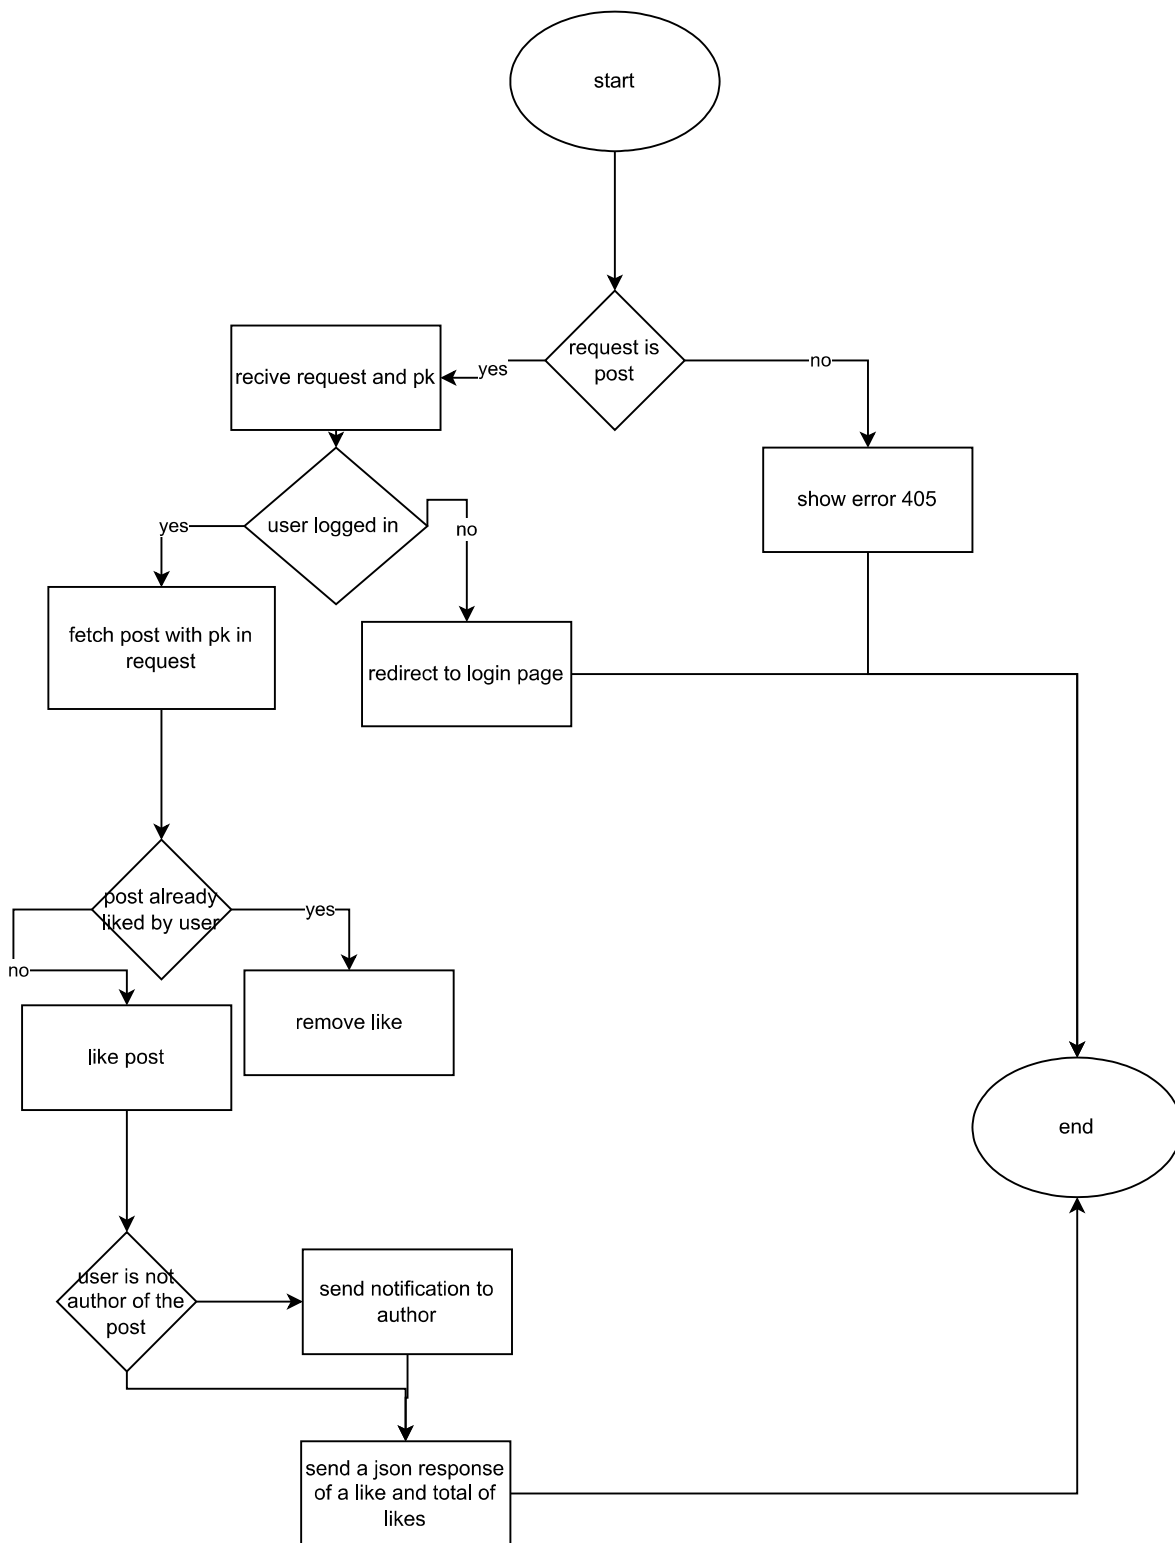 start
request is
post
yes
no
recive request and pk
show error 405
user logged in
yes
no
fetch post with pk in
request
redirect to login page
post already
liked by user
yes
no
remove like
like post
end
user is not
author of the
post
send notification to
author
send a json response
of a like and total of
likes